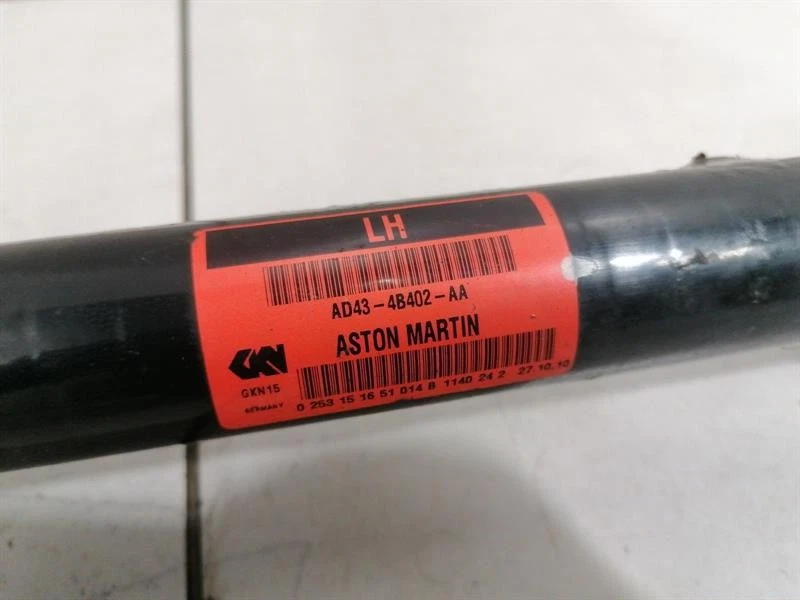 LH
AD43-4B402-AA
ASTON MARTIN
GKN
GKN15
GERMANY
0 253 15 16 51 014 B 1140 24 2 27.10.10